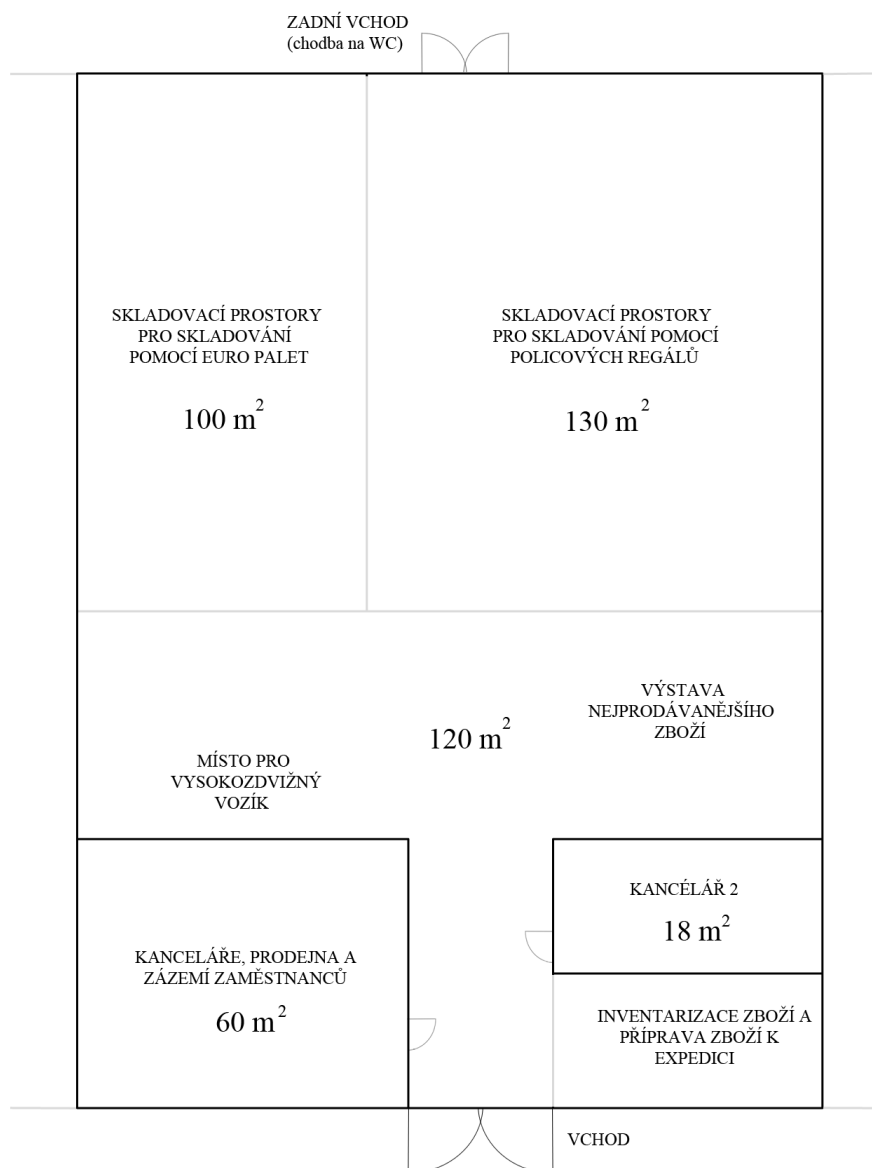 ZADNÍ VCHOD
(chodba na WC)
SKLADOVACÍ PROSTORY
PRO SKLADOVÁNÍ
POMOCÍ EURO PALET
100 m²
SKLADOVACÍ PROSTORY
PRO SKLADOVÁNÍ POMOCÍ
POLICOVÝCH REGÁLŮ
130 m²
VÝSTAVA
NEJPRODÁVANĚJŠÍHO
ZBOŽÍ
120 m²
MÍSTO PRO
VYSOKOZDVIŽNÝ
VOZÍK
KANCÉLÁŘ 2
18 m²
KANCELÁŘE, PRODEJNA A
ZÁZEMÍ ZAMĚSTNANCŮ
60 m²
INVENTARIZACE ZBOŽÍ A
PŘÍPRAVA ZBOŽÍ K
EXPEDICI
VCHOD